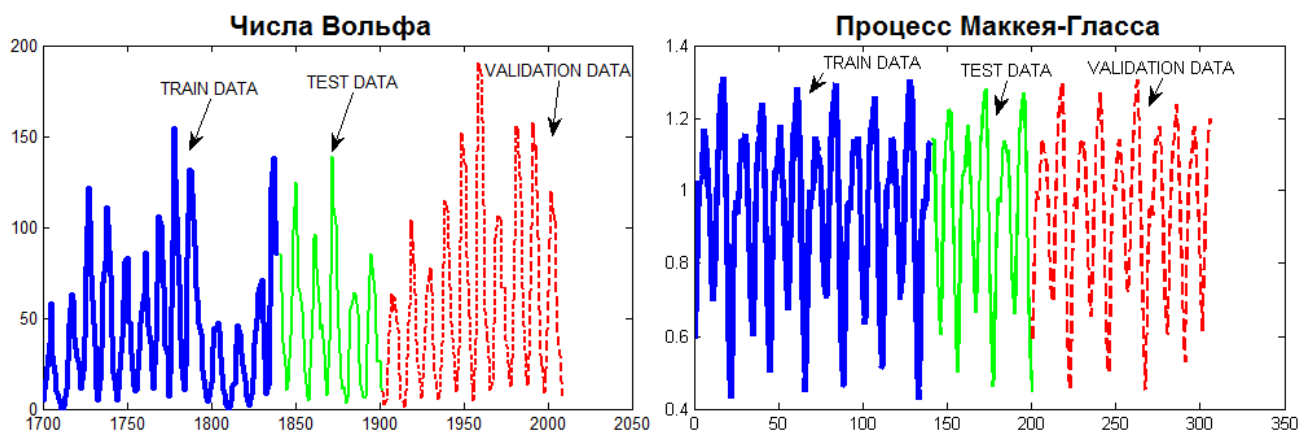 Числа Вольфа
200
150
100
50
0
TRAIN DATA
TEST DATA
VALIDATION DATA
1700 1750 1800 1850 1900 1950 2000 2050
Процесс Маккея-Гласса
1.4
1.2
1
0.8
0.6
0.4
TRAIN DATA
TEST DATA
VALIDATION DATA
0 50 100 150 200 250 300 350